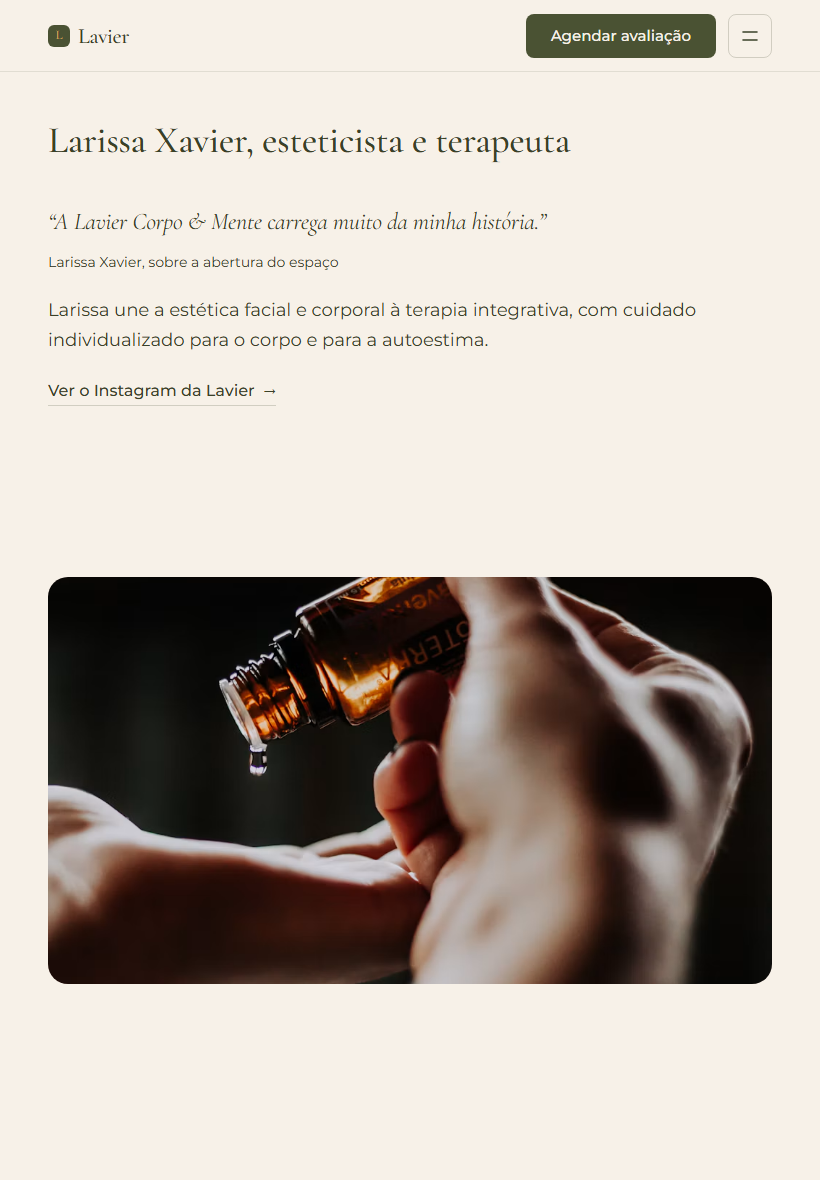 L Lavier
Agendar avaliação
Larissa Xavier, esteticista e terapeuta
“A Lavier Corpo & Mente carrega muito da minha história.”
Larissa Xavier, sobre a abertura do espaço
Larissa une a estética facial e corporal à terapia integrativa, com cuidado
individualizado para o corpo e para a autoestima.
Ver o Instagram da Lavier →